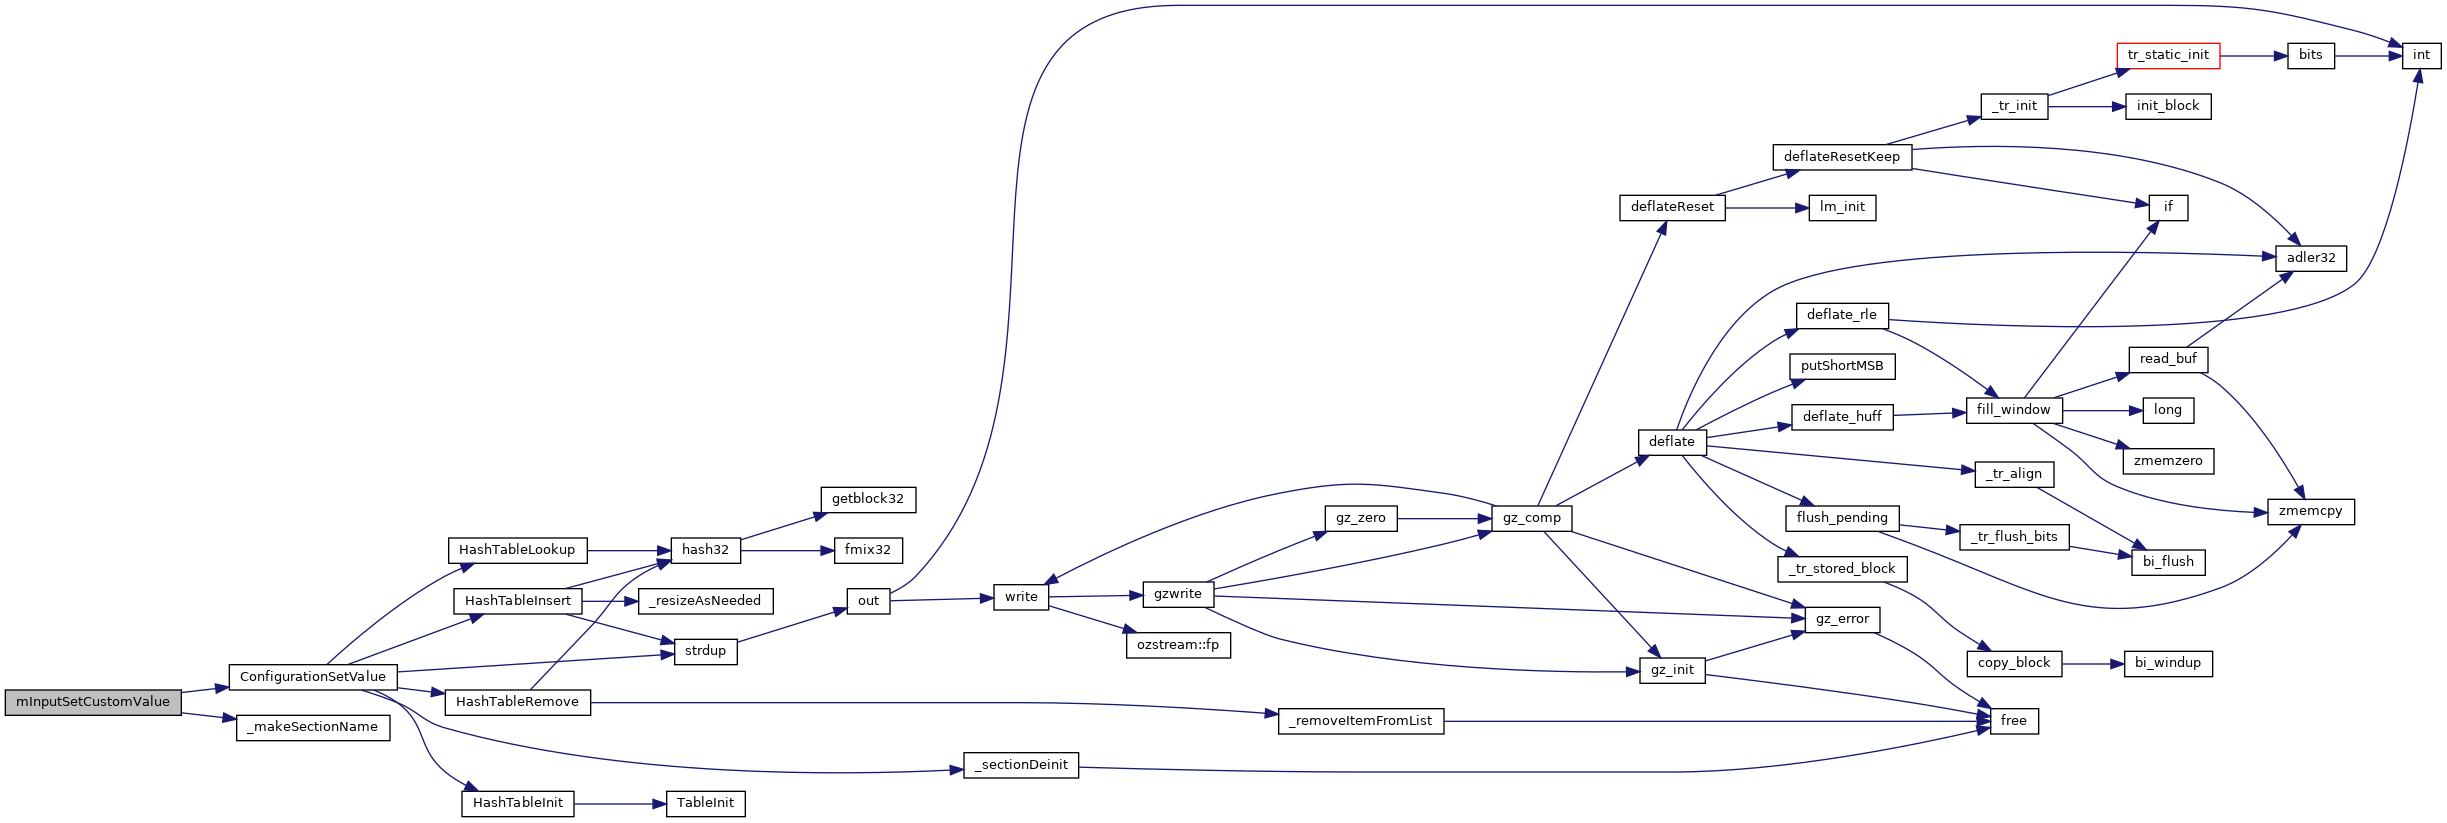 mInputSetCustomValue
ConfigurationSetValue
_makeSectionName
HashTableLookup
HashTableInsert
HashTableRemove
HashTableInit
hash32
_resizeAsNeeded
strdup
TableInit
getblock32
fmix32
out
_sectionDeinit
write
gzwrite
ozstream::fp
gz_zero
_removeItemFromList
gz_comp
deflateReset
deflate
gz_init
deflateResetKeep
lm_init
deflate_rle
putShortMSB
deflate_huff
flush_pending
_tr_stored_block
gz_error
_tr_init
fill_window
_tr_align
_tr_flush_bits
copy_block
free
tr_static_init
init_block
if
read_buf
long
zmemzero
bi_flush
bi_windup
bits
adler32
zmemcpy
int